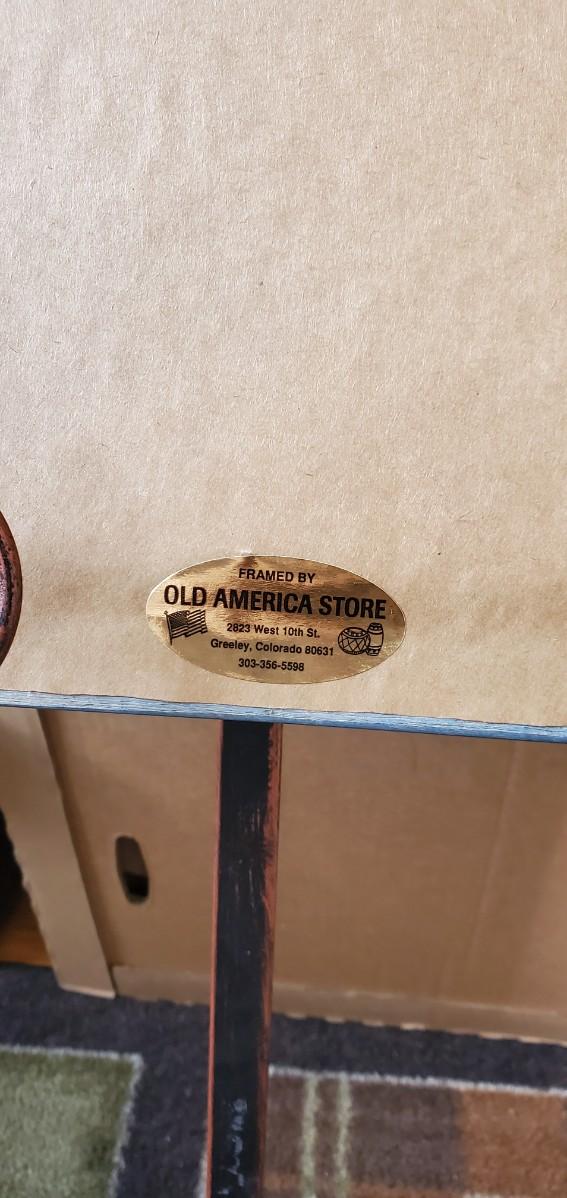 FRAMED BY
OLD AMERICA STORE
2823 West 10th St.
Greeley, Colorado 80631
303-356-5598